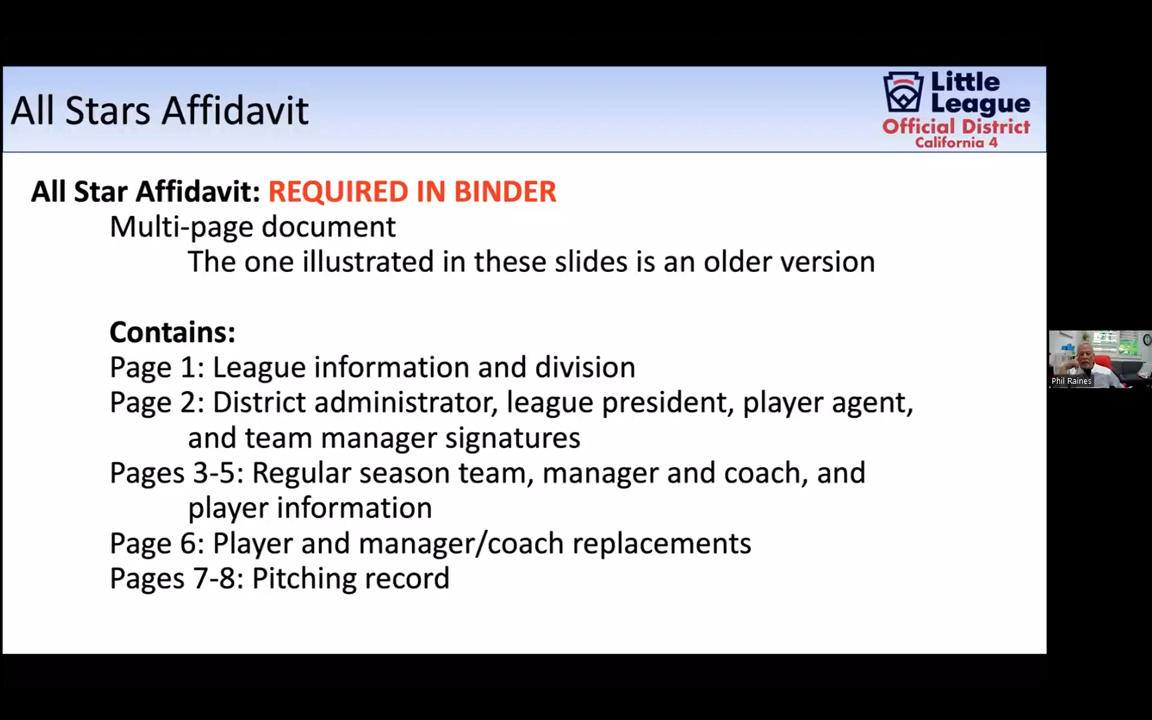 All Stars Affidavit
Little
League
Official District
California 4
All Star Affidavit: REQUIRED IN BINDER
Multi-page document
The one illustrated in these slides is an older version
Contains:
Page 1: League information and division
Page 2: District administrator, league president, player agent,
and team manager signatures
Pages 3-5: Regular season team, manager and coach, and
player information
Page 6: Player and manager/coach replacements
Pages 7-8: Pitching record
Phil Raines